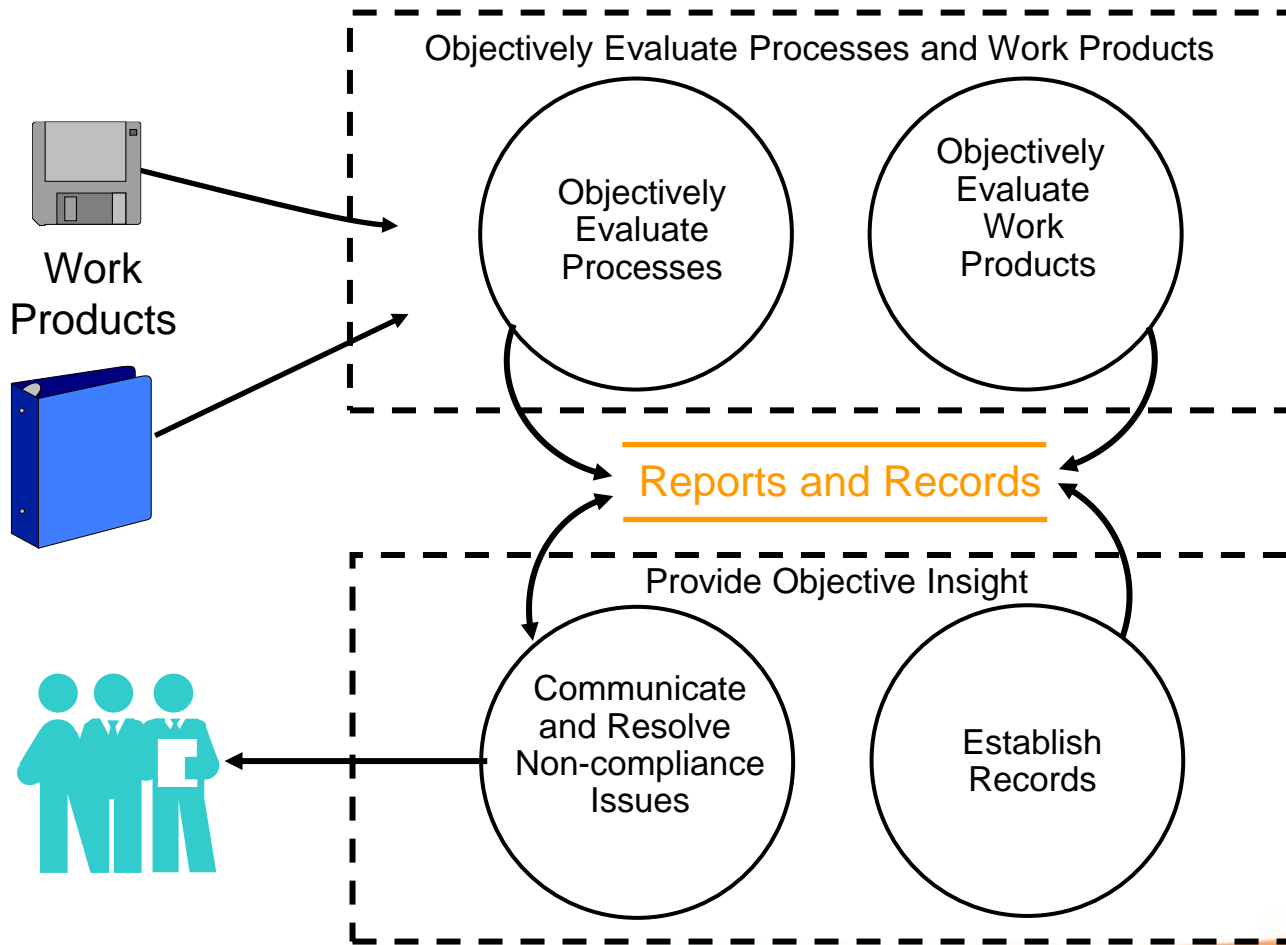 Objectively Evaluate Processes and Work Products
Objectively
Evaluate
Processes
Objectively
Evaluate
Work
Products
Work
Products
Reports and Records
Provide Objective Insight
Communicate
and Resolve
Non-compliance
Issues
Establish
Records